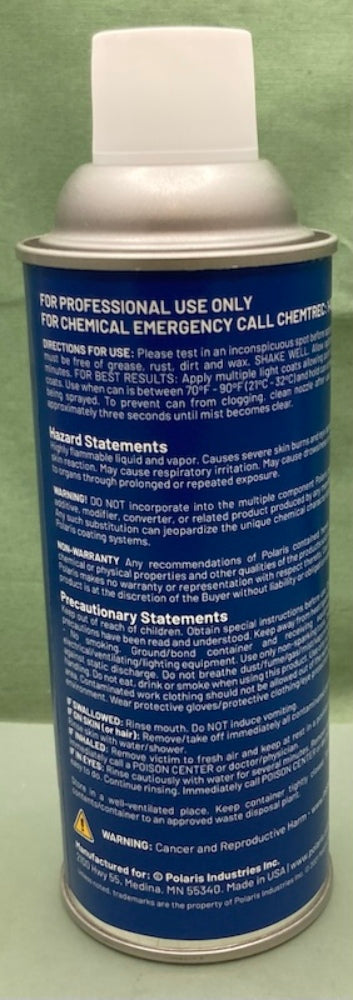 FOR PROFESSIONAL USE ONLY
FOR CHEMICAL EMERGENCY CALL CHEMTREC:
DIRECTIONS FOR USE: Please test in an inconspicuous spot before
must be free of grease, rust, dirt and wax. SHAKE WELL. Allow
minutes. FOR BEST RESULTS: Apply multiple light coats allowing
coats. Use when can is between 70°F - 90°F (21°C - 32°C) and hold
being sprayed. To prevent can from clogging, clean nozzle after
approximately three seconds until mist becomes clear.
Hazard Statements
Highly flammable liquid and vapor. Causes severe skin burns and
skin reaction. May cause respiratory irritation. May cause
to organs through prolonged or repeated exposure.
WARNING! DO NOT incorporate into the multiple component
additive, modifier, converter, or related product produced by any
Any such substitution can jeopardize the unique chemical
Polaris coating systems.
NON-WARRANTY Any recommendations of Polaris contained
chemical or physical properties and other qualities of the products
Polaris makes no warranty or representation with respect
product is at the discretion of the Buyer without liability or
Precautionary Statements
Keep out of reach of children. Obtain special instructions before
precautions have been read and understood. Keep away from
- No smoking. Ground/bond container and receiving
electrical/ventilating/lighting equipment. Use only
against static discharge. Do not breathe dust/fume/gas/
Do not eat, drink or smoke when using this product.
Contaminated work clothing should not be allowed out of
environment. Wear protective gloves/protective clothing
IF SWALLOWED: Rinse mouth. Do NOT induce vomiting.
IF ON SKIN (or hair): Remove/take off immediately all contaminated
skin with water/shower.
IF INHALED: Remove victim to fresh air and keep at rest in a
call a POISON CENTER or doctor/physician.
IF IN EYES: Rinse cautiously with water for several minutes.
to do. Continue rinsing. Immediately call POISON CENTER
Store in a well-ventilated place. Keep container tightly
container to an approved waste disposal plant.
WARNING: Cancer and Reproductive Harm -
Manufactured for: © Polaris Industries Inc.
2100 Hwy 55, Medina, MN 55340. Made in USA |
Unless noted, trademarks are the property of Polaris Industries Inc. ©